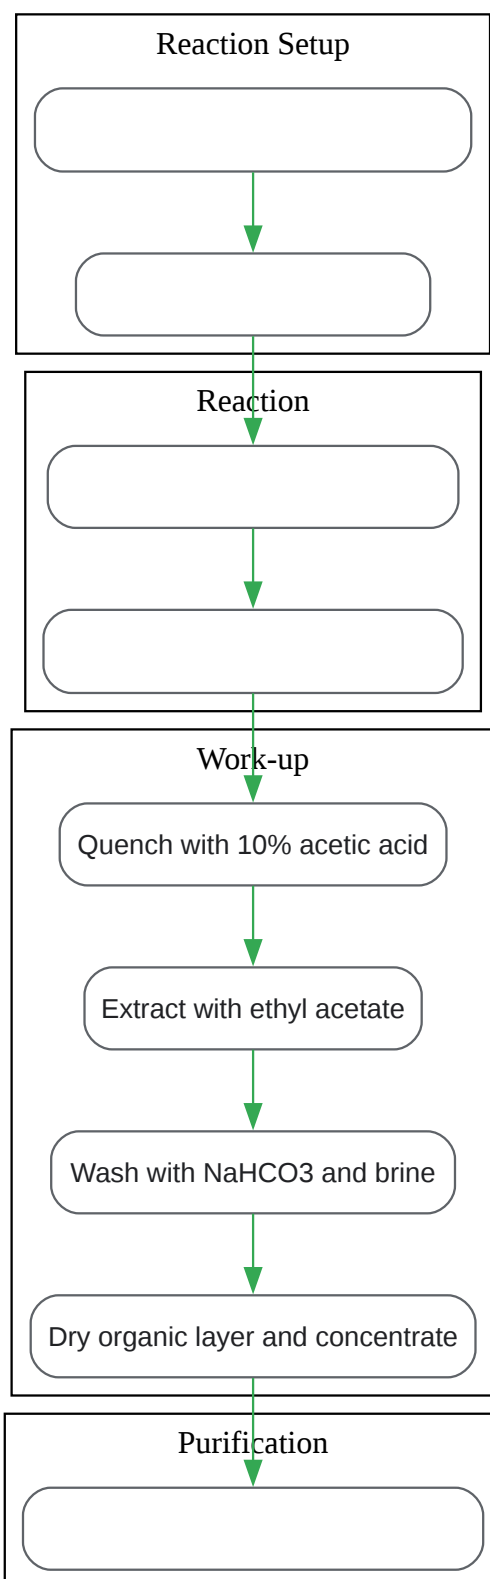 Reaction Setup
Reaction
Work-up
Quench with 10% acetic acid
Extract with ethyl acetate
Wash with NaHCO3 and brine
Dry organic layer and concentrate
Purification